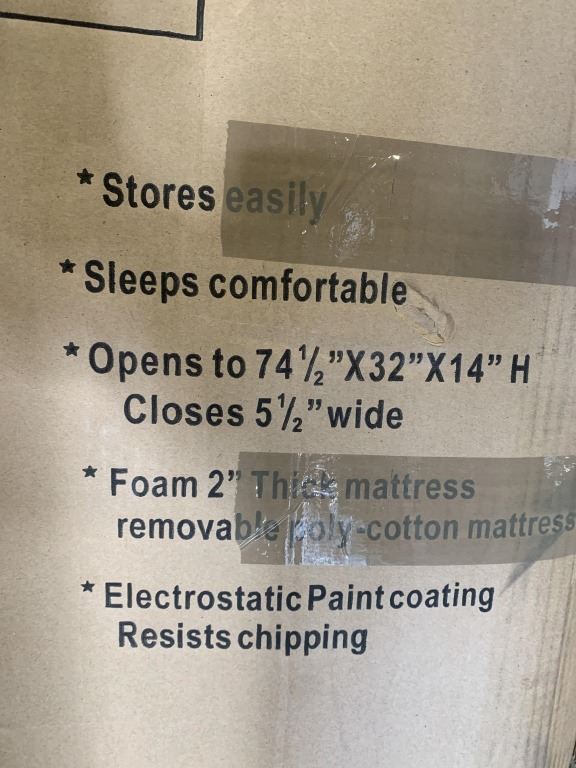 * Stores easily
* Sleeps comfortable
* Opens to 74½”X32”X14” H
Closes 5½” wide
* Foam 2” Thick mattress
removable poly-cotton mattress
* Electrostatic Paint coating
Resists chipping